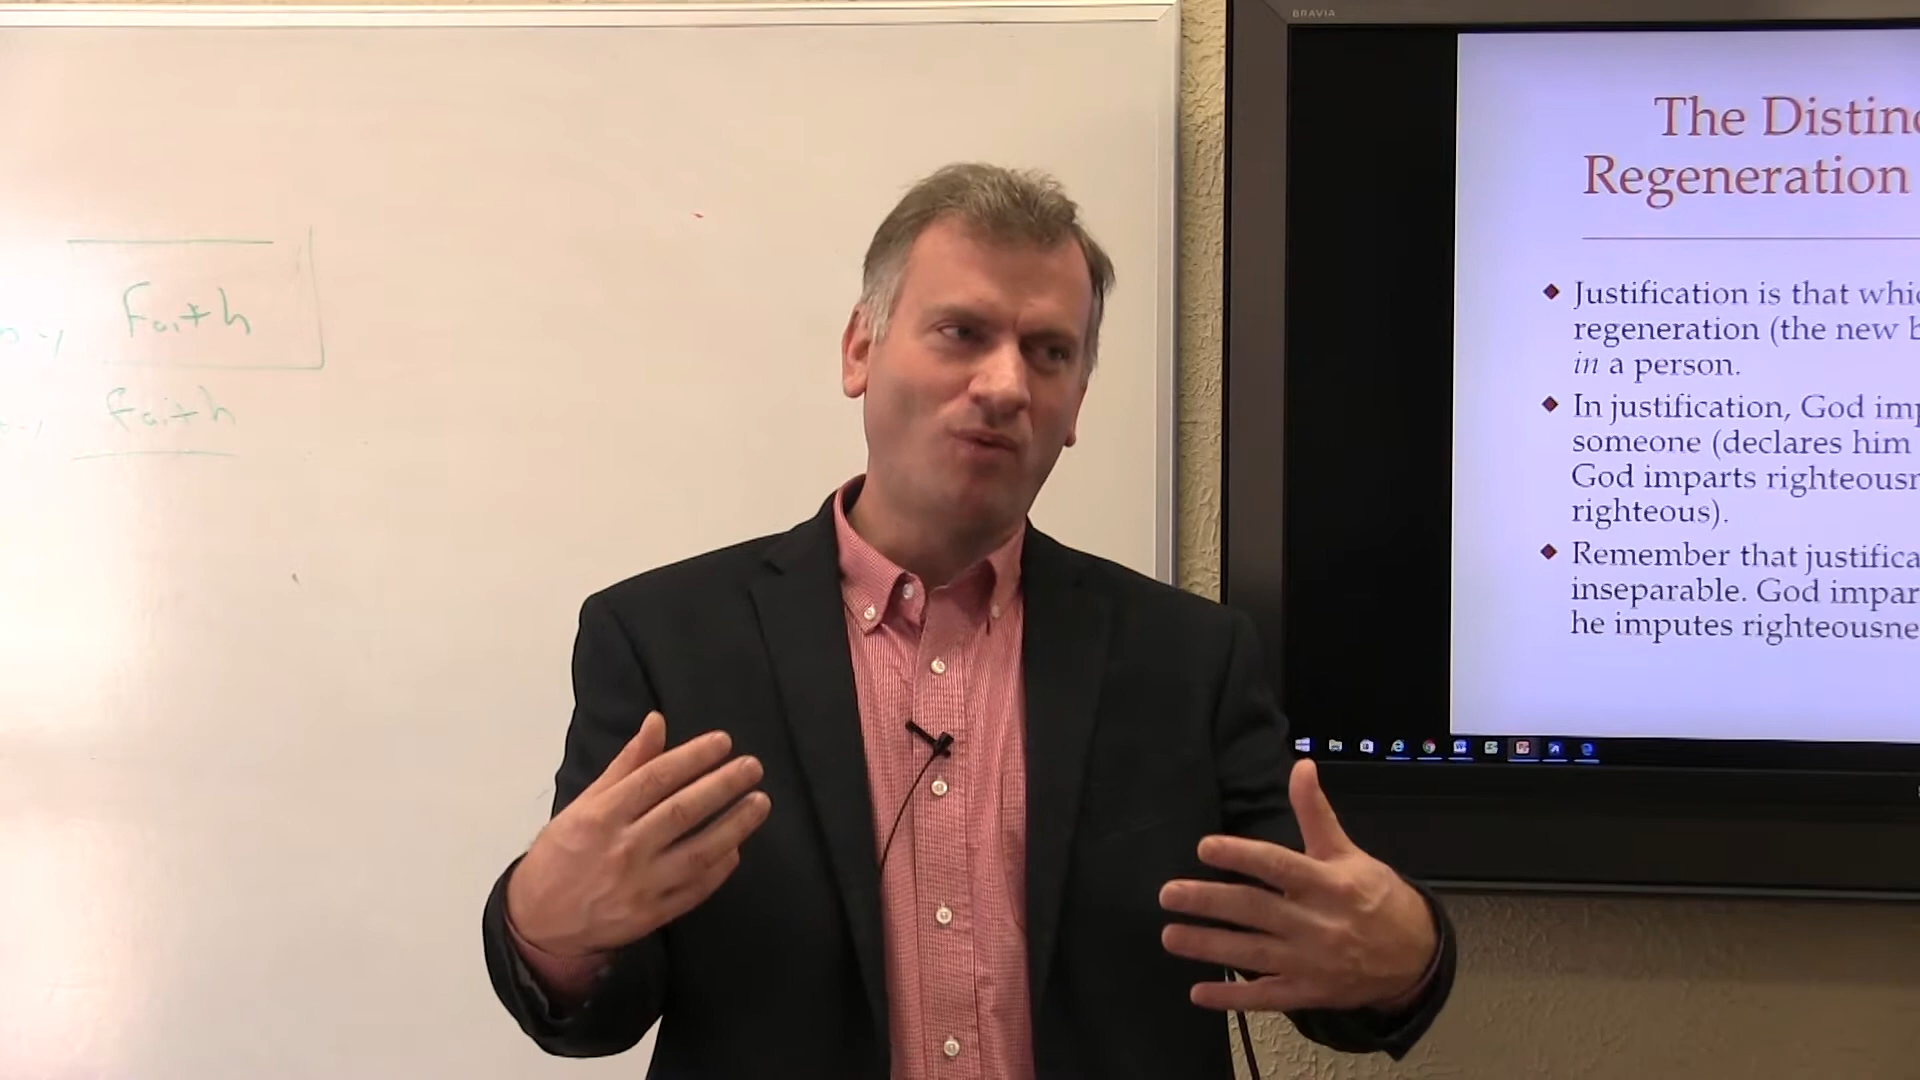 Faith
Faith
BRAVIA
The Distinc
Regeneration
Justification is that whic
regeneration (the new b
in a person.
In justification, God imp
someone (declares him
God imparts righteousn
righteous).
Remember that justifica
inseparable. God impar
he imputes righteousne